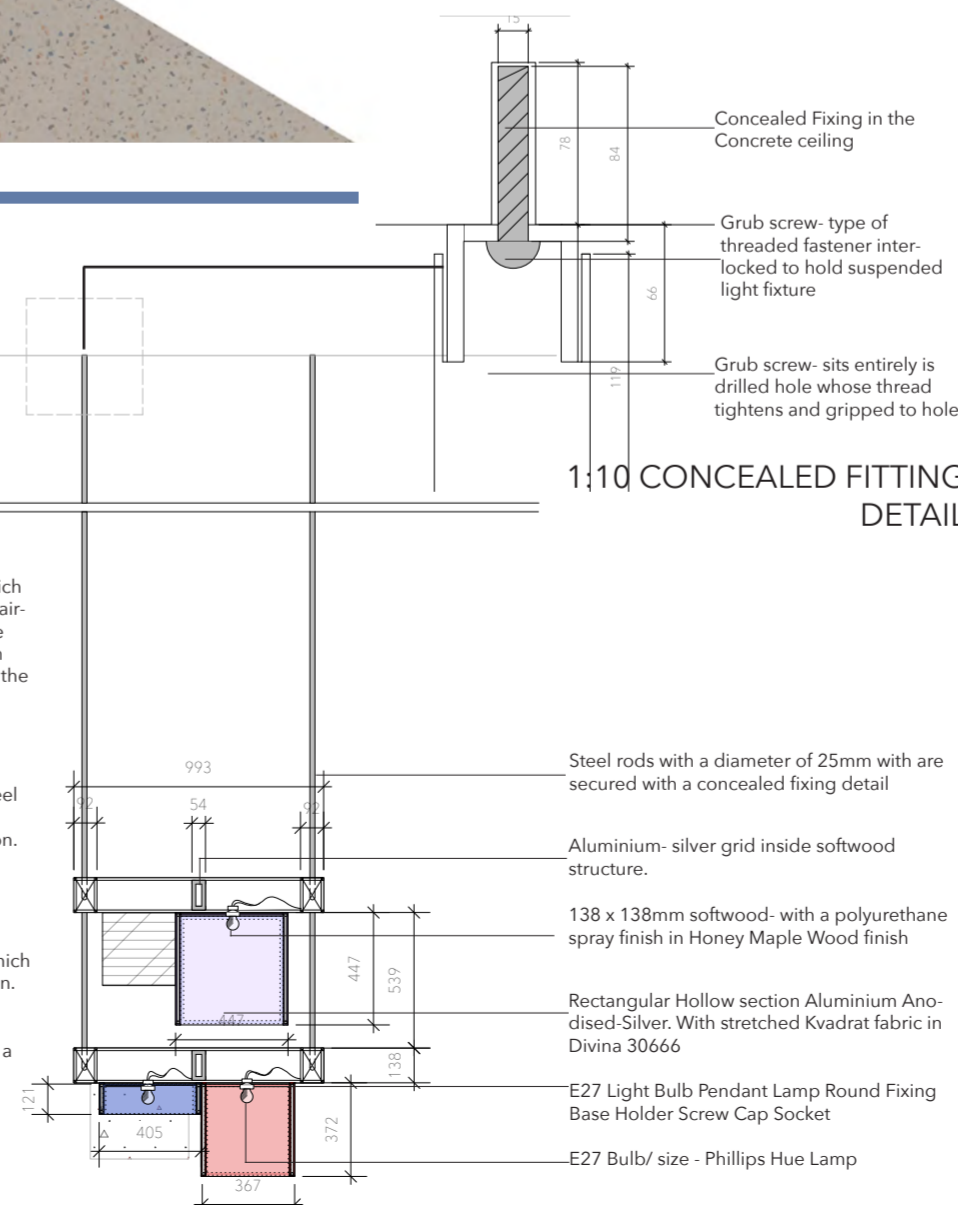 15
78
84
66
119
Concealed Fixing in the
Concrete ceiling
Grub screw- type of
threaded fastener inter-
locked to hold suspended
light fixture
Grub screw- sits entirely is
drilled hole whose thread
tightens and gripped to hole
1:10 CONCEALED FITTING
DETAIL
the
on.
a
993
92
54
92
447
539
447
138
121
405
372
367
Steel rods with a diameter of 25mm with are
secured with a concealed fixing detail
Aluminium- silver grid inside softwood
structure.
138 x 138mm softwood- with a polyurethane
spray finish in Honey Maple Wood finish
Rectangular Hollow section Aluminium Ano-
dised-Silver. With stretched Kvadrat fabric in
Divina 30666
E27 Light Bulb Pendant Lamp Round Fixing
Base Holder Screw Cap Socket
E27 Bulb/ size - Phillips Hue Lamp